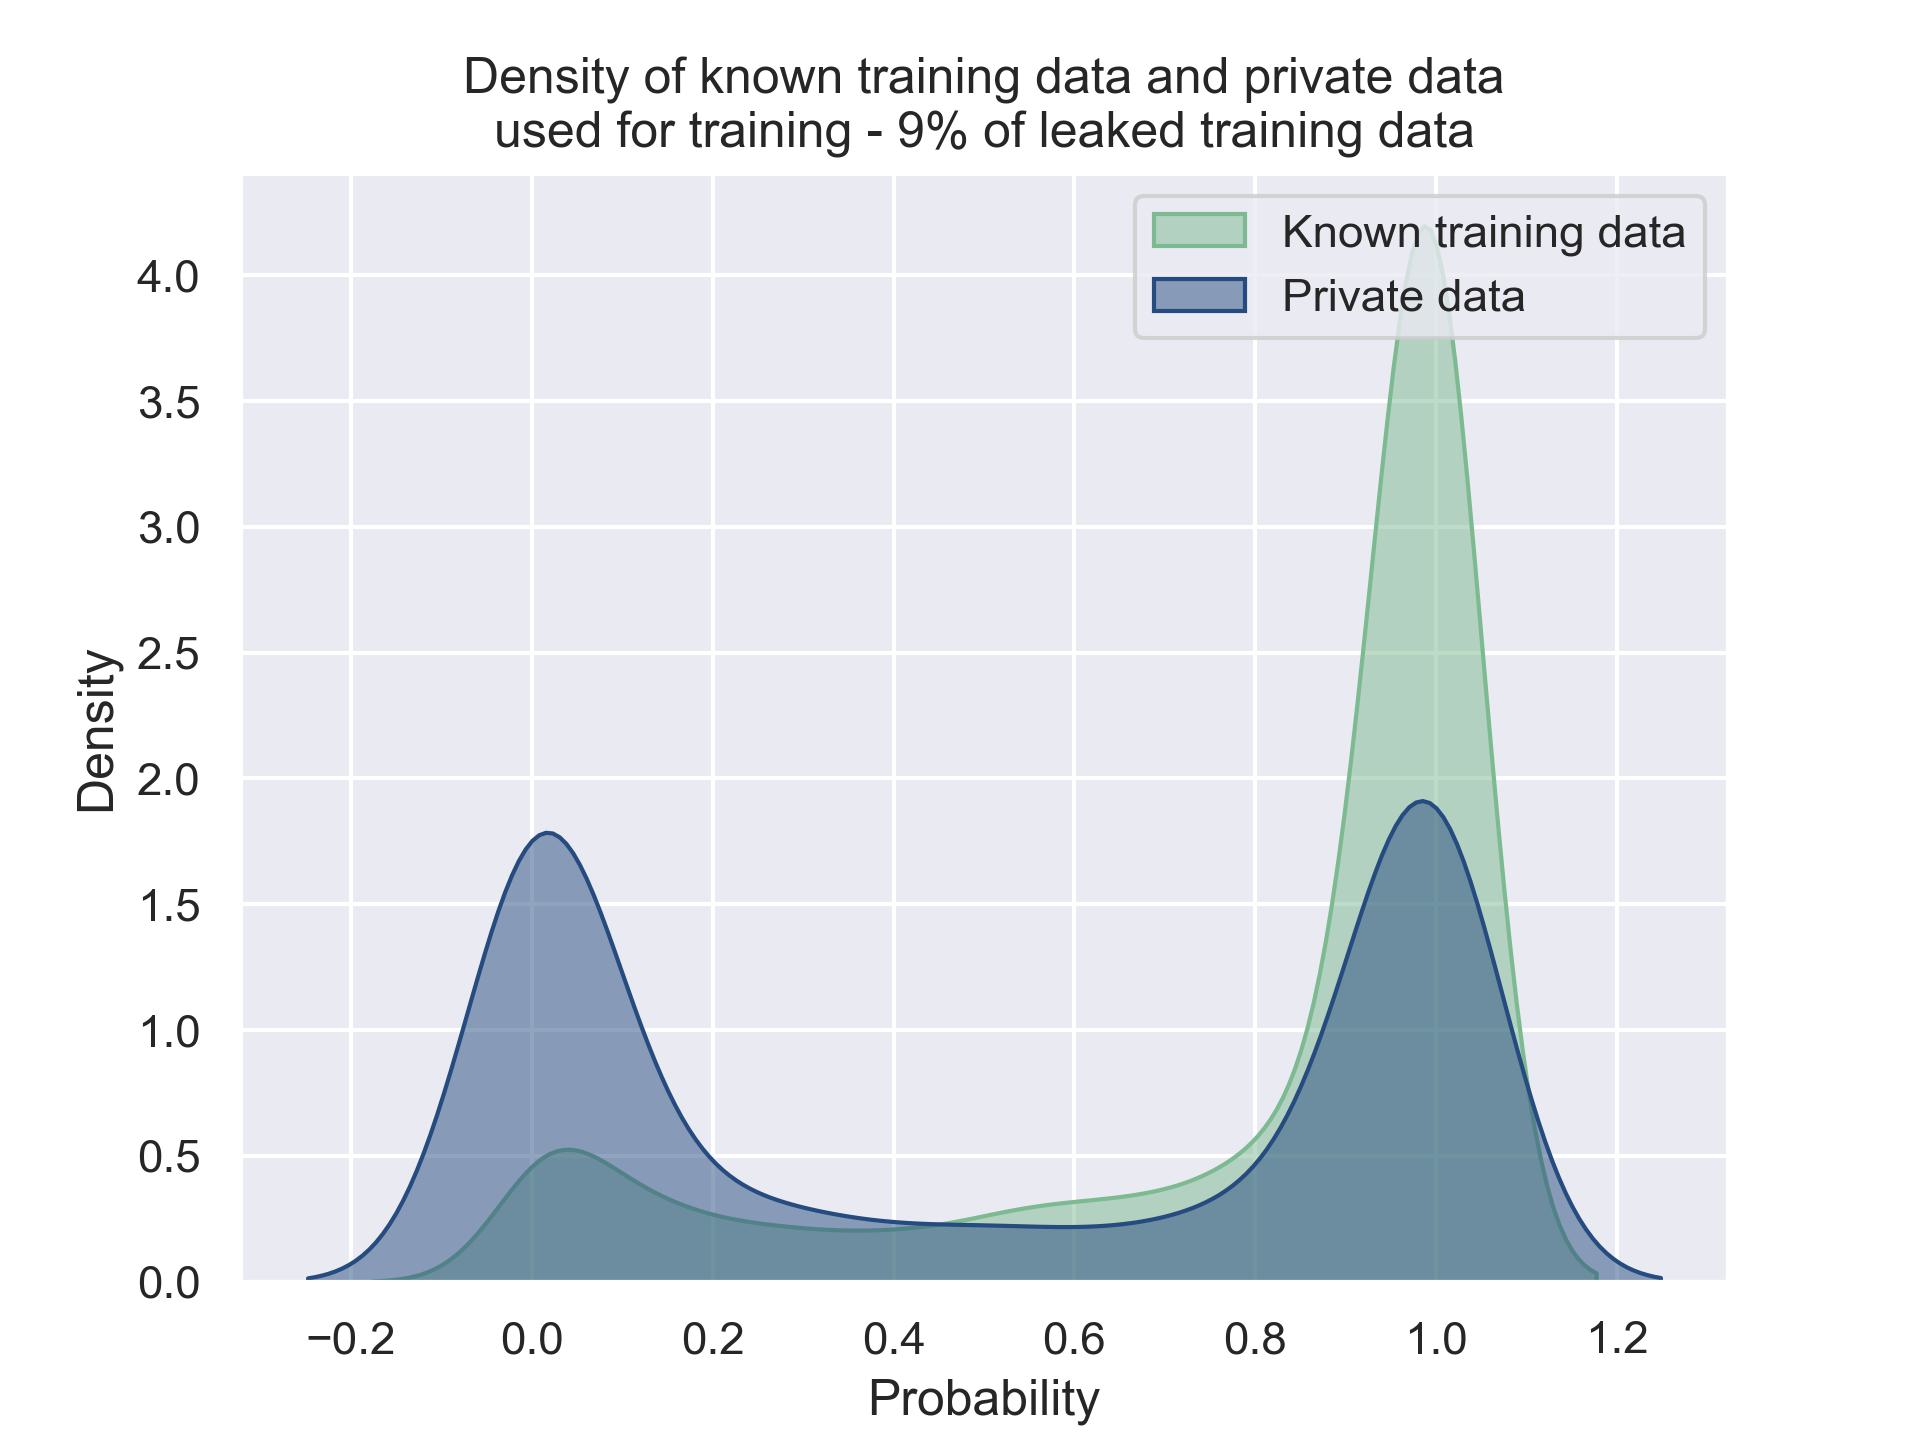 Density of known training data and private data
used for training - 9% of leaked training data
Known training data
Private data
Density
4.0
3.5
3.0
2.5
2.0
1.5
1.0
0.5
0.0
−0.2 0.0 0.2 0.4 0.6 0.8 1.0 1.2
Probability